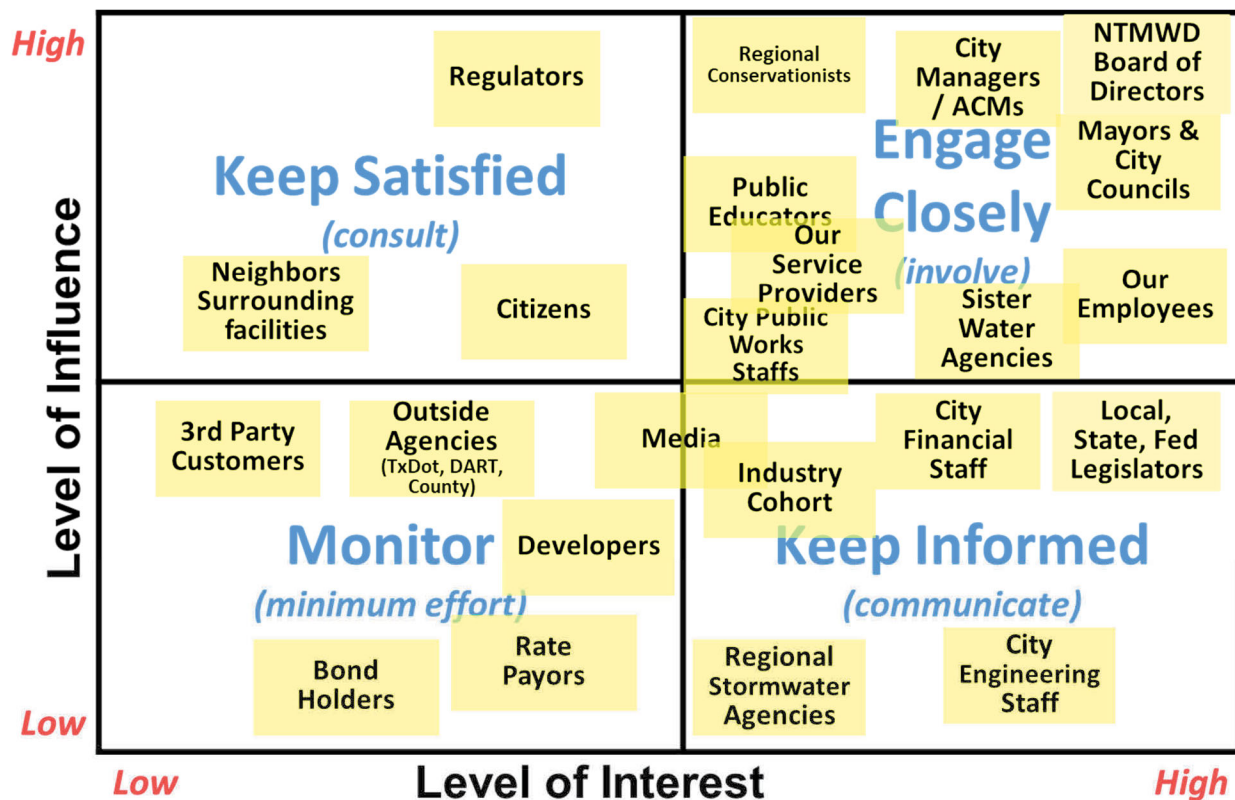 High
Level of Influence
Low
Low
Level of Interest
High
Keep Satisfied
(consult)
Regulators
Neighbors
Surrounding
facilities
Citizens
Engage
Closely
(involve)
Regional
Conservationists
City
Managers
/ ACMs
NTMWD
Board of
Directors
Mayors &
City
Councils
Public
Educators
Our
Service
Providers
City Public
Works
Staffs
Sister
Water
Agencies
Our
Employees
Monitor
(minimum effort)
3rd Party
Customers
Outside
Agencies
(TxDot, DART,
County)
Media
Developers
Bond
Holders
Rate
Payors
Keep Informed
(communicate)
Industry
Cohort
City
Financial
Staff
Local,
State, Fed
Legislators
Regional
Stormwater
Agencies
City
Engineering
Staff